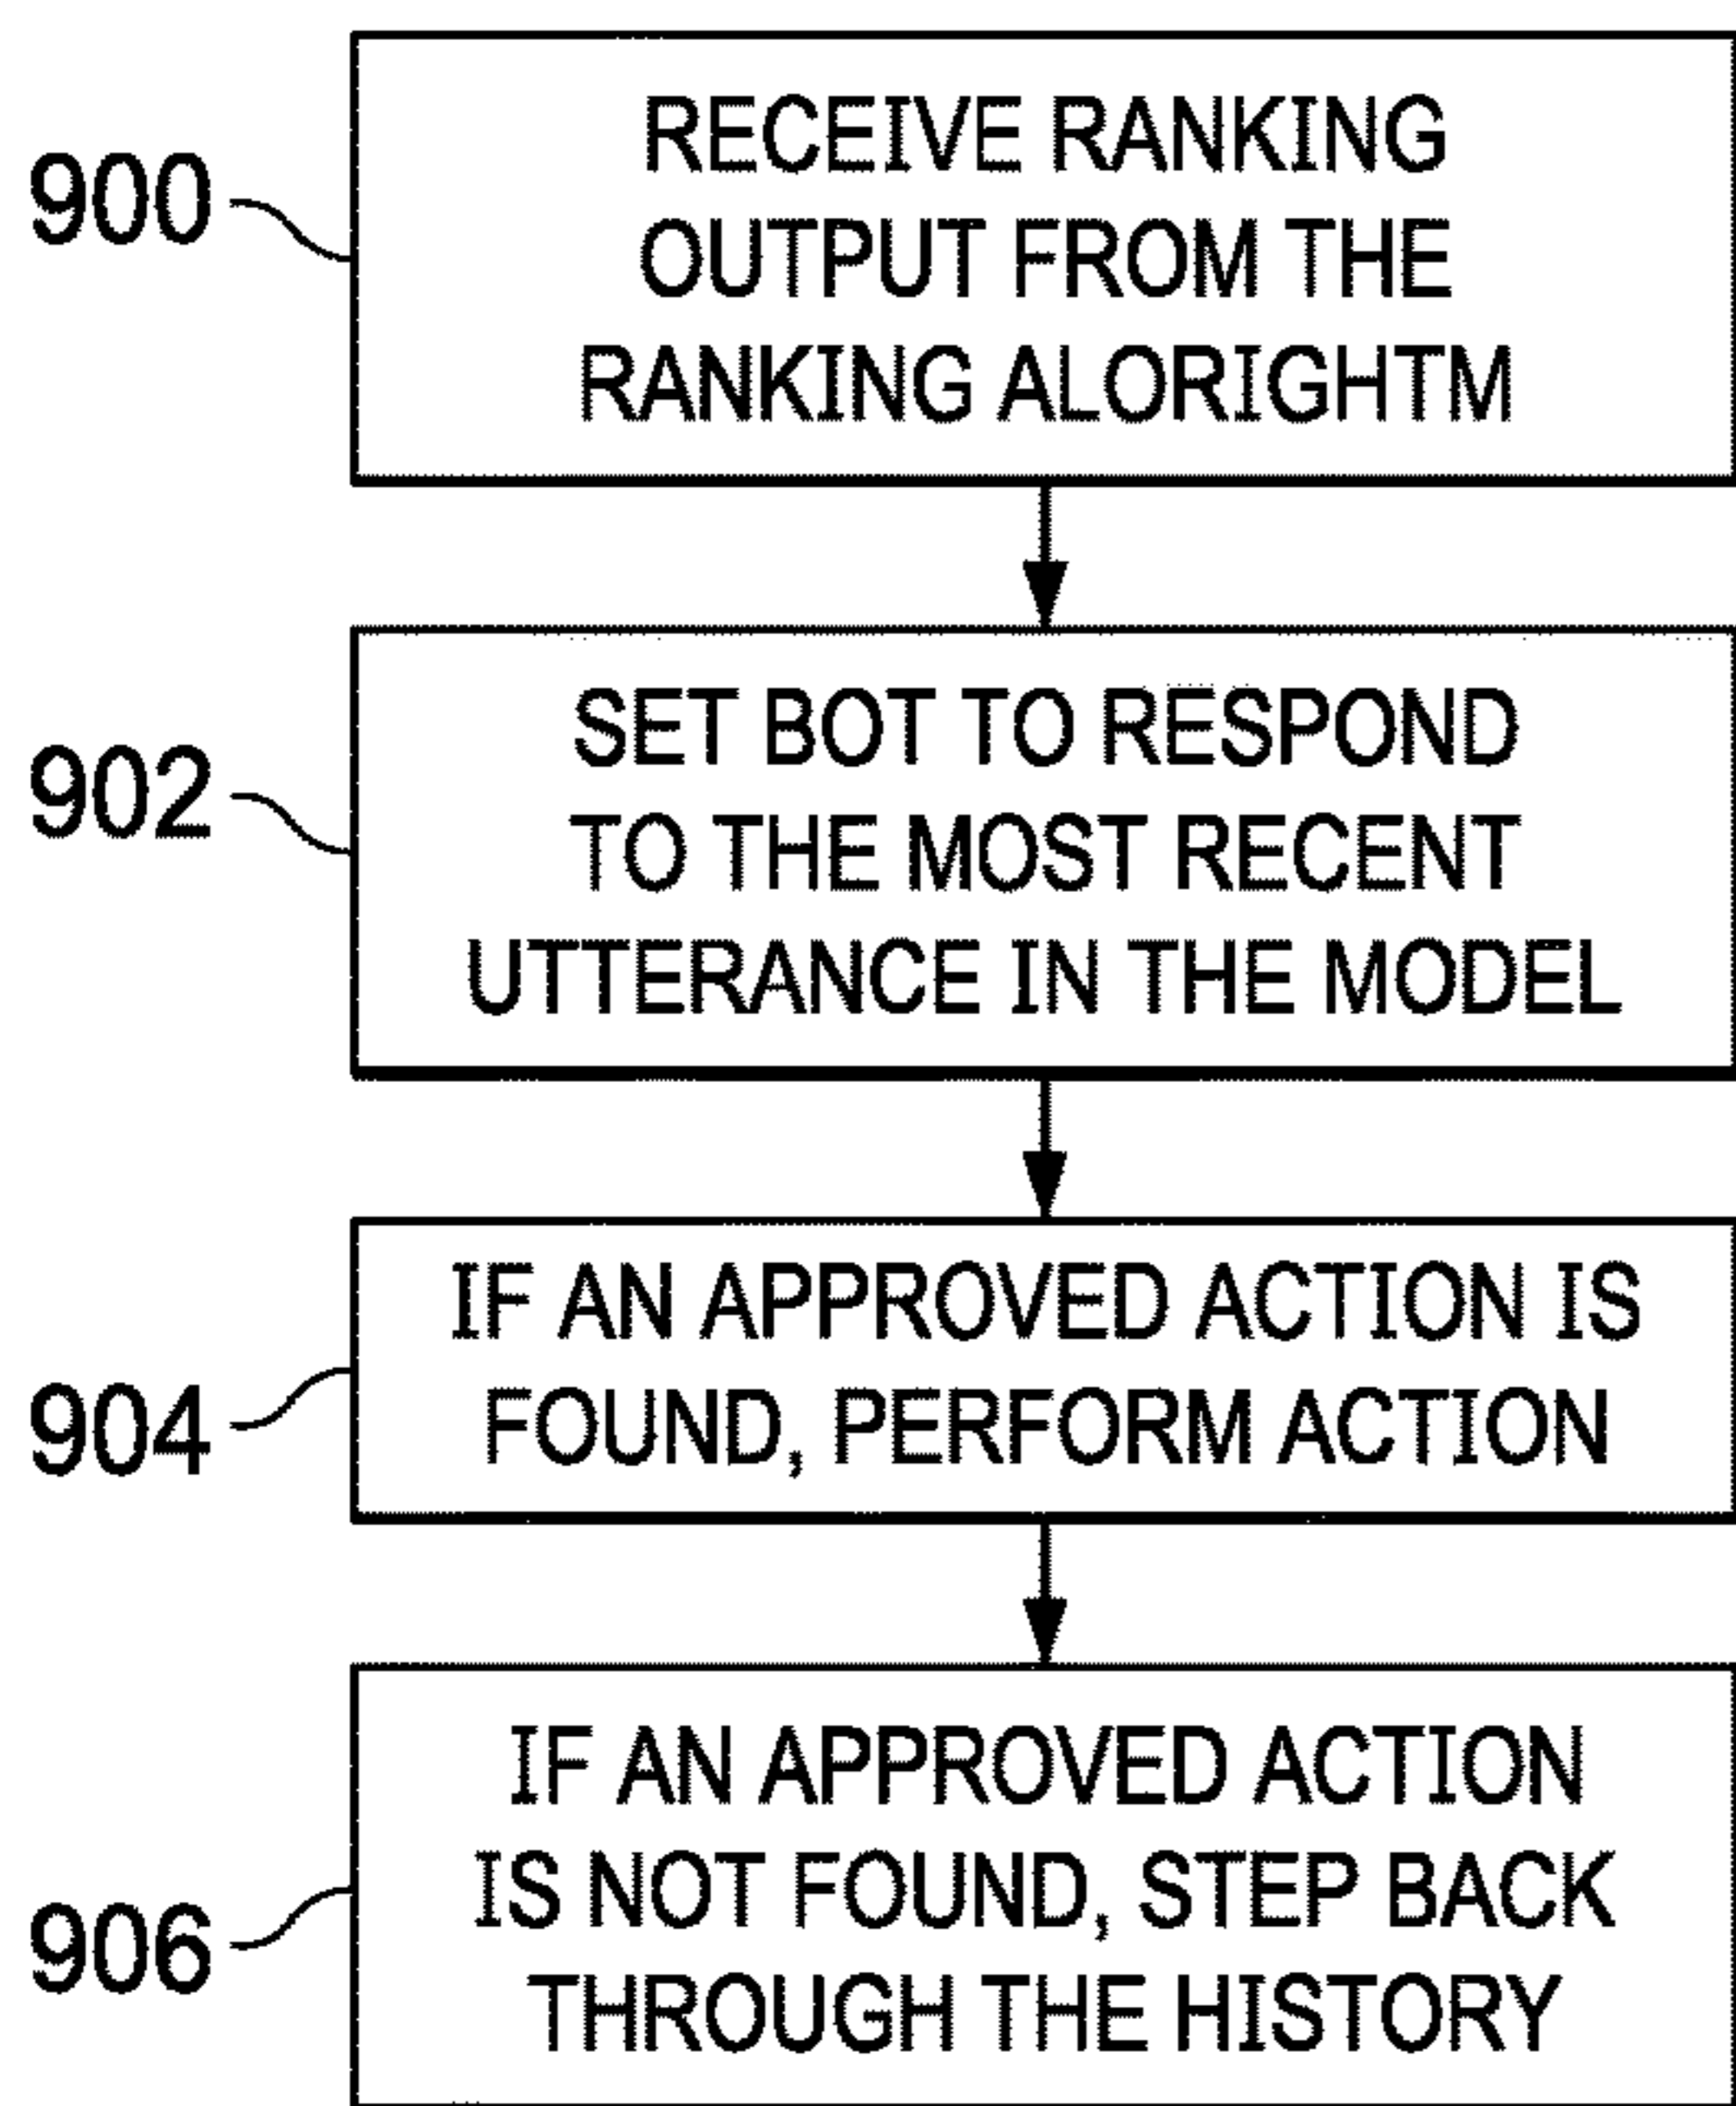 900
RECEIVE RANKING
OUTPUT FROM THE
RANKING ALORIGHTM
902
SET BOT TO RESPOND
TO THE MOST RECENT
UTTERANCE IN THE MODEL
904
IF AN APPROVED ACTION IS
FOUND, PERFORM ACTION
906
IF AN APPROVED ACTION
IS NOT FOUND, STEP BACK
THROUGH THE HISTORY